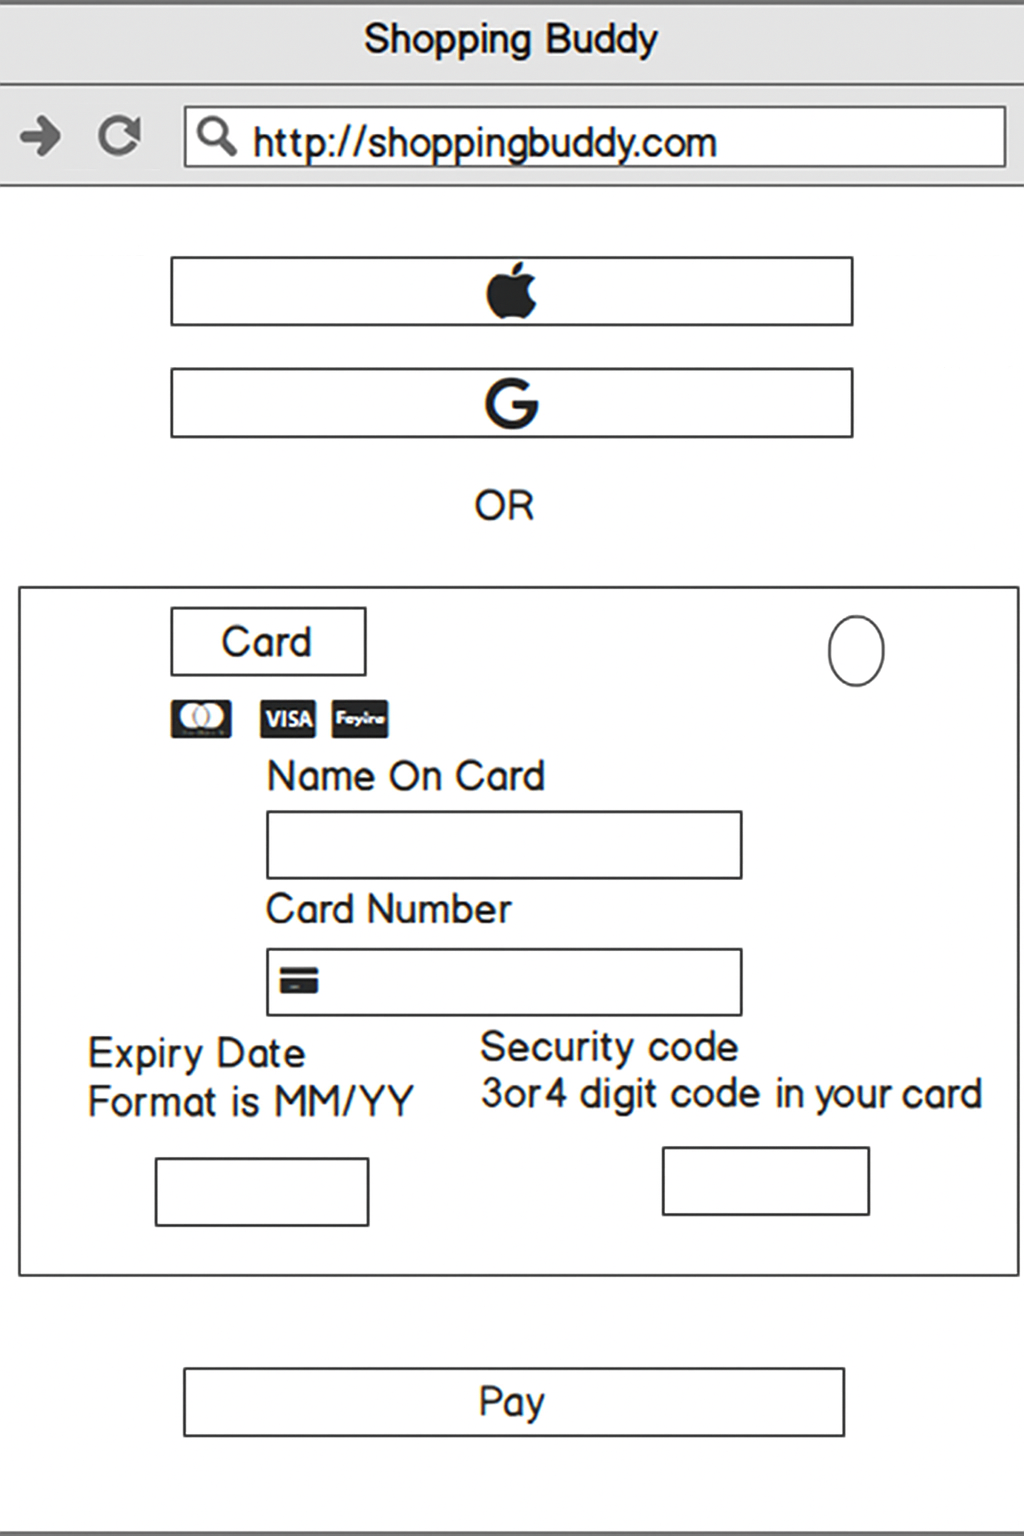 Shopping Buddy
http://shoppingbuddy.com
G
OR
Card
VISA
Name On Card
Card Number
Expiry Date
Format is MM/YY
Security code
3or4 digit code in your card
Pay